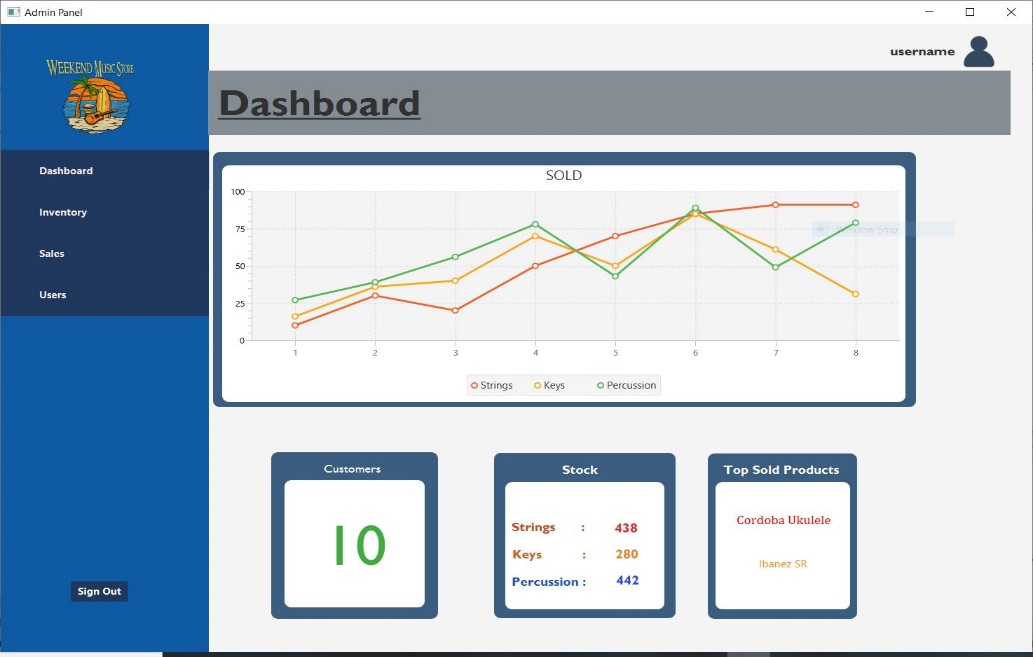 Admin Panel
username
WEEKEND MUSIC STORE
Dashboard
Dashboard
Inventory
Sales
Users
Sign Out
SOLD
100
75
50
25
0
1 2 3 4 5 6 7 8
Strings Keys Percussion
Window Snip
Customers
10
Stock
Strings : 438
Keys : 280
Percussion : 442
Top Sold Products
Cordoba Ukulele
Ibanez SR